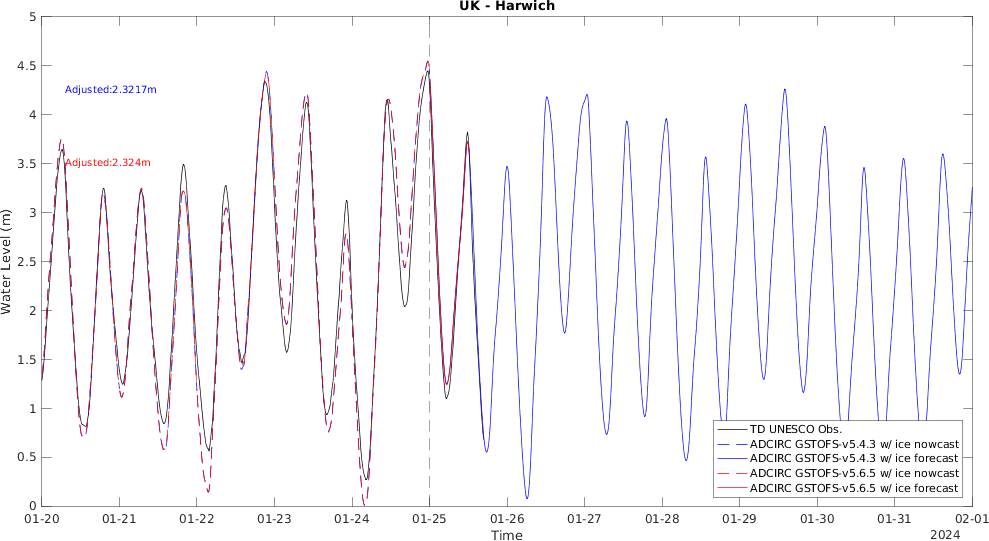 UK - Harwich
5
4.5
4
3.5
3
2.5
2
1.5
1
0.5
0
Water Level (m)
Adjusted:2.3217m
Adjusted:2.324m
TD UNESCO Obs.
ADCIRC GSTOFS-v5.4.3 w/ ice nowcast
ADCIRC GSTOFS-v5.4.3 w/ ice forecast
ADCIRC GSTOFS-v5.6.5 w/ ice nowcast
ADCIRC GSTOFS-v5.6.5 w/ ice forecast
01-20 01-21 01-22 01-23 01-24 01-25 01-26 01-27 01-28 01-29 01-30 01-31 02-01
Time
2024